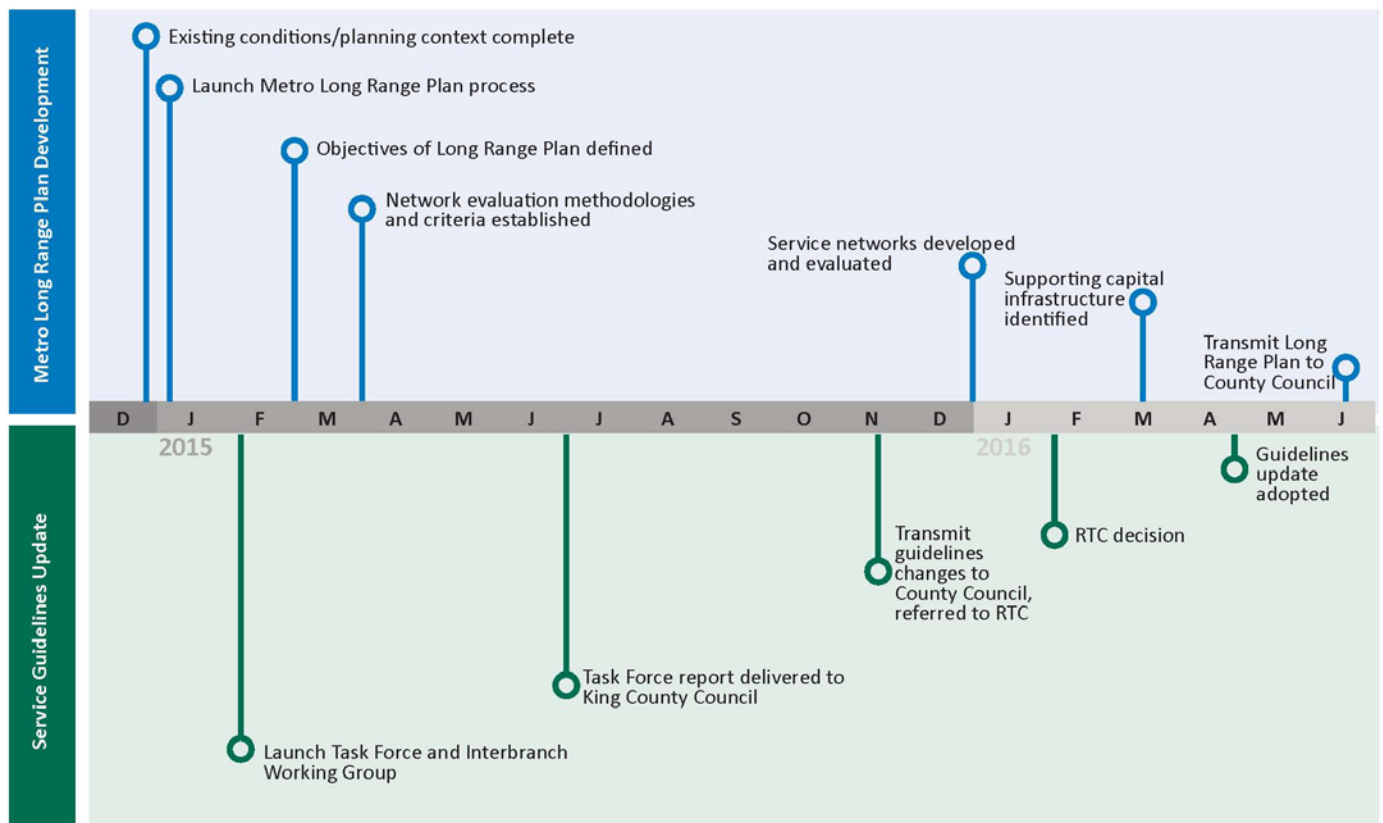 Metro Long Range Plan Development
Existing conditions/planning context complete
Launch Metro Long Range Plan process
Objectives of Long Range Plan defined
Network evaluation methodologies
and criteria established
Service networks developed
and evaluated
Supporting capital
infrastructure
identified
Transmit Long
Range Plan to
County Council
D J F M A M J J A S O N D J F M A M J
2015 2016
Service Guidelines Update
Guidelines
update
adopted
RTC decision
Transmit
guidelines
changes to
County Council,
referred to RTC
Task Force report delivered to
King County Council
Launch Task Force and Interbranch
Working Group